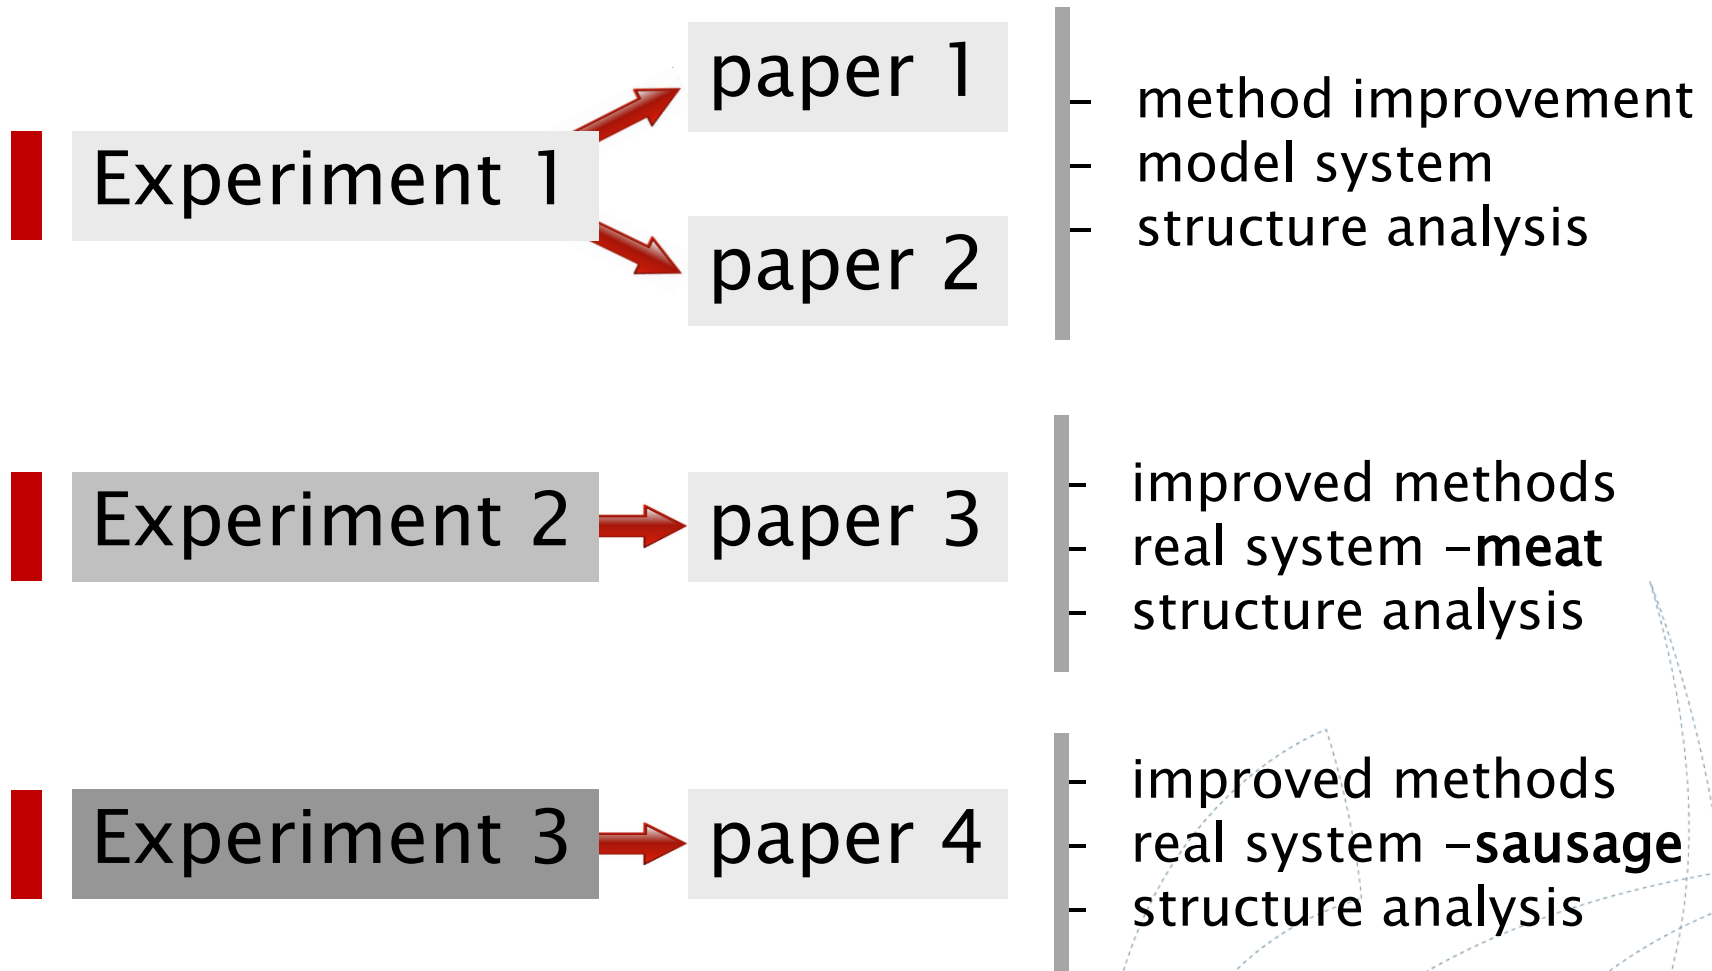 Experiment 1
paper 1
paper 2
- method improvement
- model system
- structure analysis
Experiment 2
paper 3
- improved methods
- real system –meat
- structure analysis
Experiment 3
paper 4
- improved methods
- real system –sausage
- structure analysis